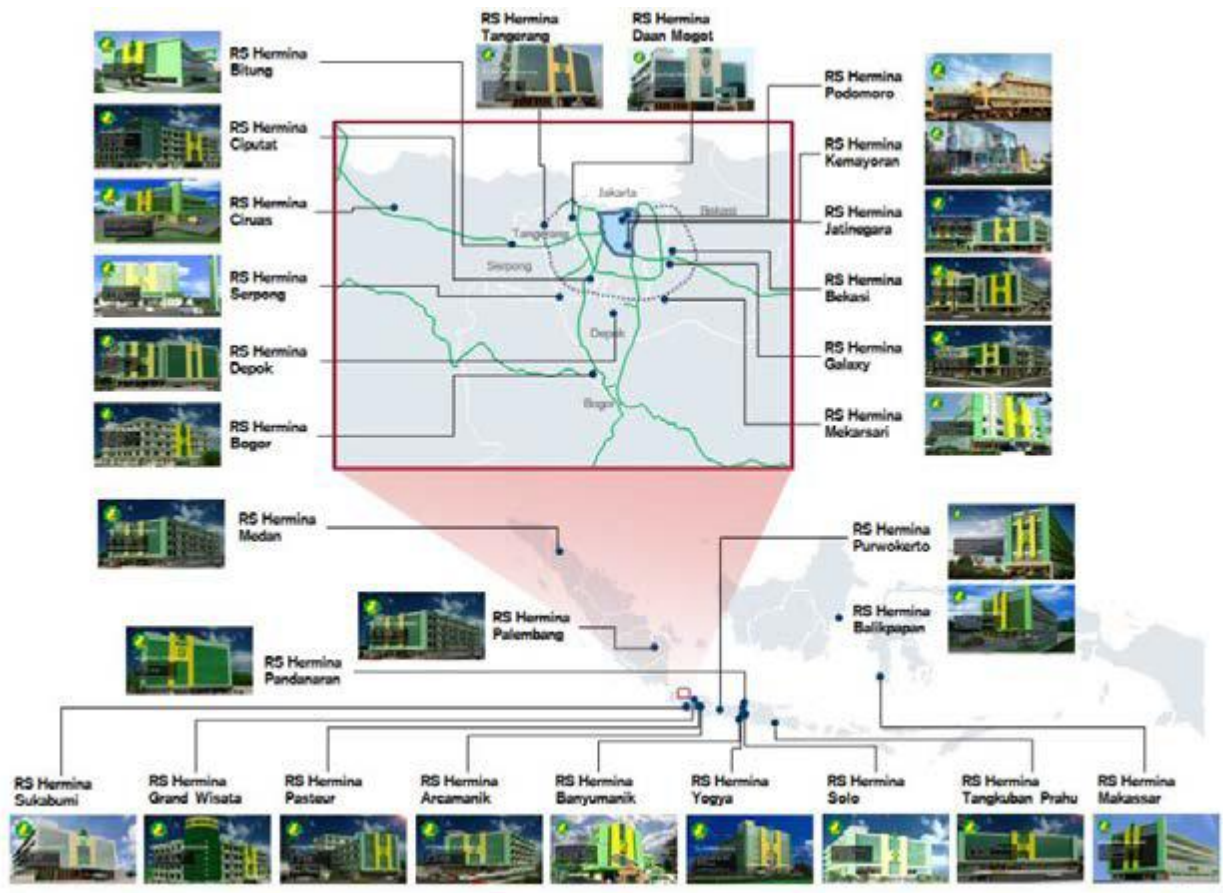 RS Hermina
Tangerang
RS Hermina
Daan Mogot
RS Hermina
Bitung
RS Hermina
Podomoro
RS Hermina
Ciputat
RS Hermina
Kemayoran
RS Hermina
Ciruas
RS Hermina
Jatinegara
RS Hermina
Serpong
RS Hermina
Bekasi
RS Hermina
Depok
RS Hermina
Galaxy
RS Hermina
Bogor
RS Hermina
Mekarsari
Jakarta
Bekasi
Tangerang
Serpong
Depok
Bogor
RS Hermina
Medan
RS Hermina
Purwokerto
RS Hermina
Palembang
RS Hermina
Balikpapan
RS Hermina
Pandanaran
RS Hermina
Sukabumi
RS Hermina
Grand Wisata
RS Hermina
Pasteur
RS Hermina
Arcamanik
RS Hermina
Banyumanik
RS Hermina
Yogya
RS Hermina
Solo
RS Hermina
Tangkuban Prahu
RS Hermina
Makassar